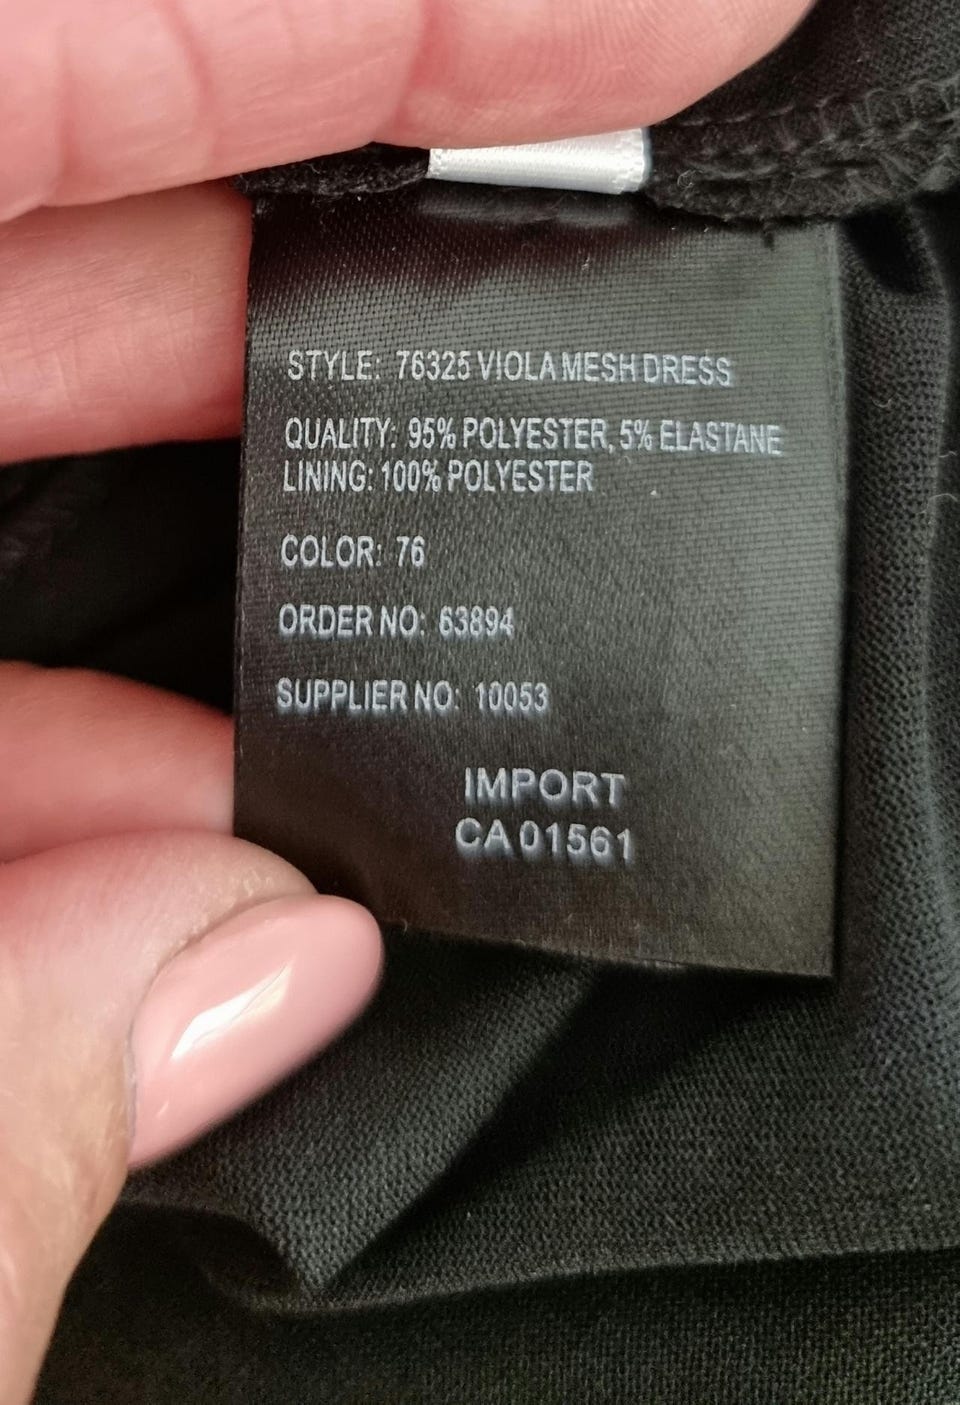 STYLE: 76325 VIOLA MESH DRESS
QUALITY: 95% POLYESTER, 5% ELASTANE
LINING: 100% POLYESTER
COLOR: 76
ORDER NO: 63894
SUPPLIER NO: 10053
IMPORT
CA 01561